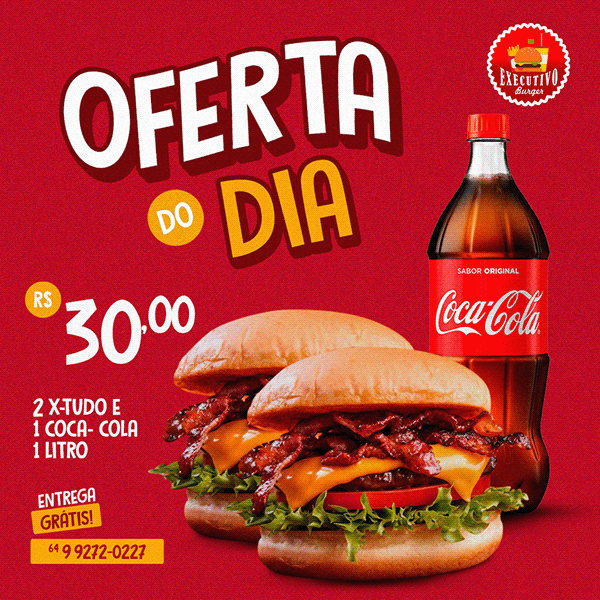 OFERTA
DO DIA
EXECUTIVO
Burger
R$ 30,00
2 X-TUDO E
1 COCA- COLA
1 LITRO
ENTREGA
GRÁTIS!
64 9 9272-0227
SABOR ORIGINAL
Coca-Cola